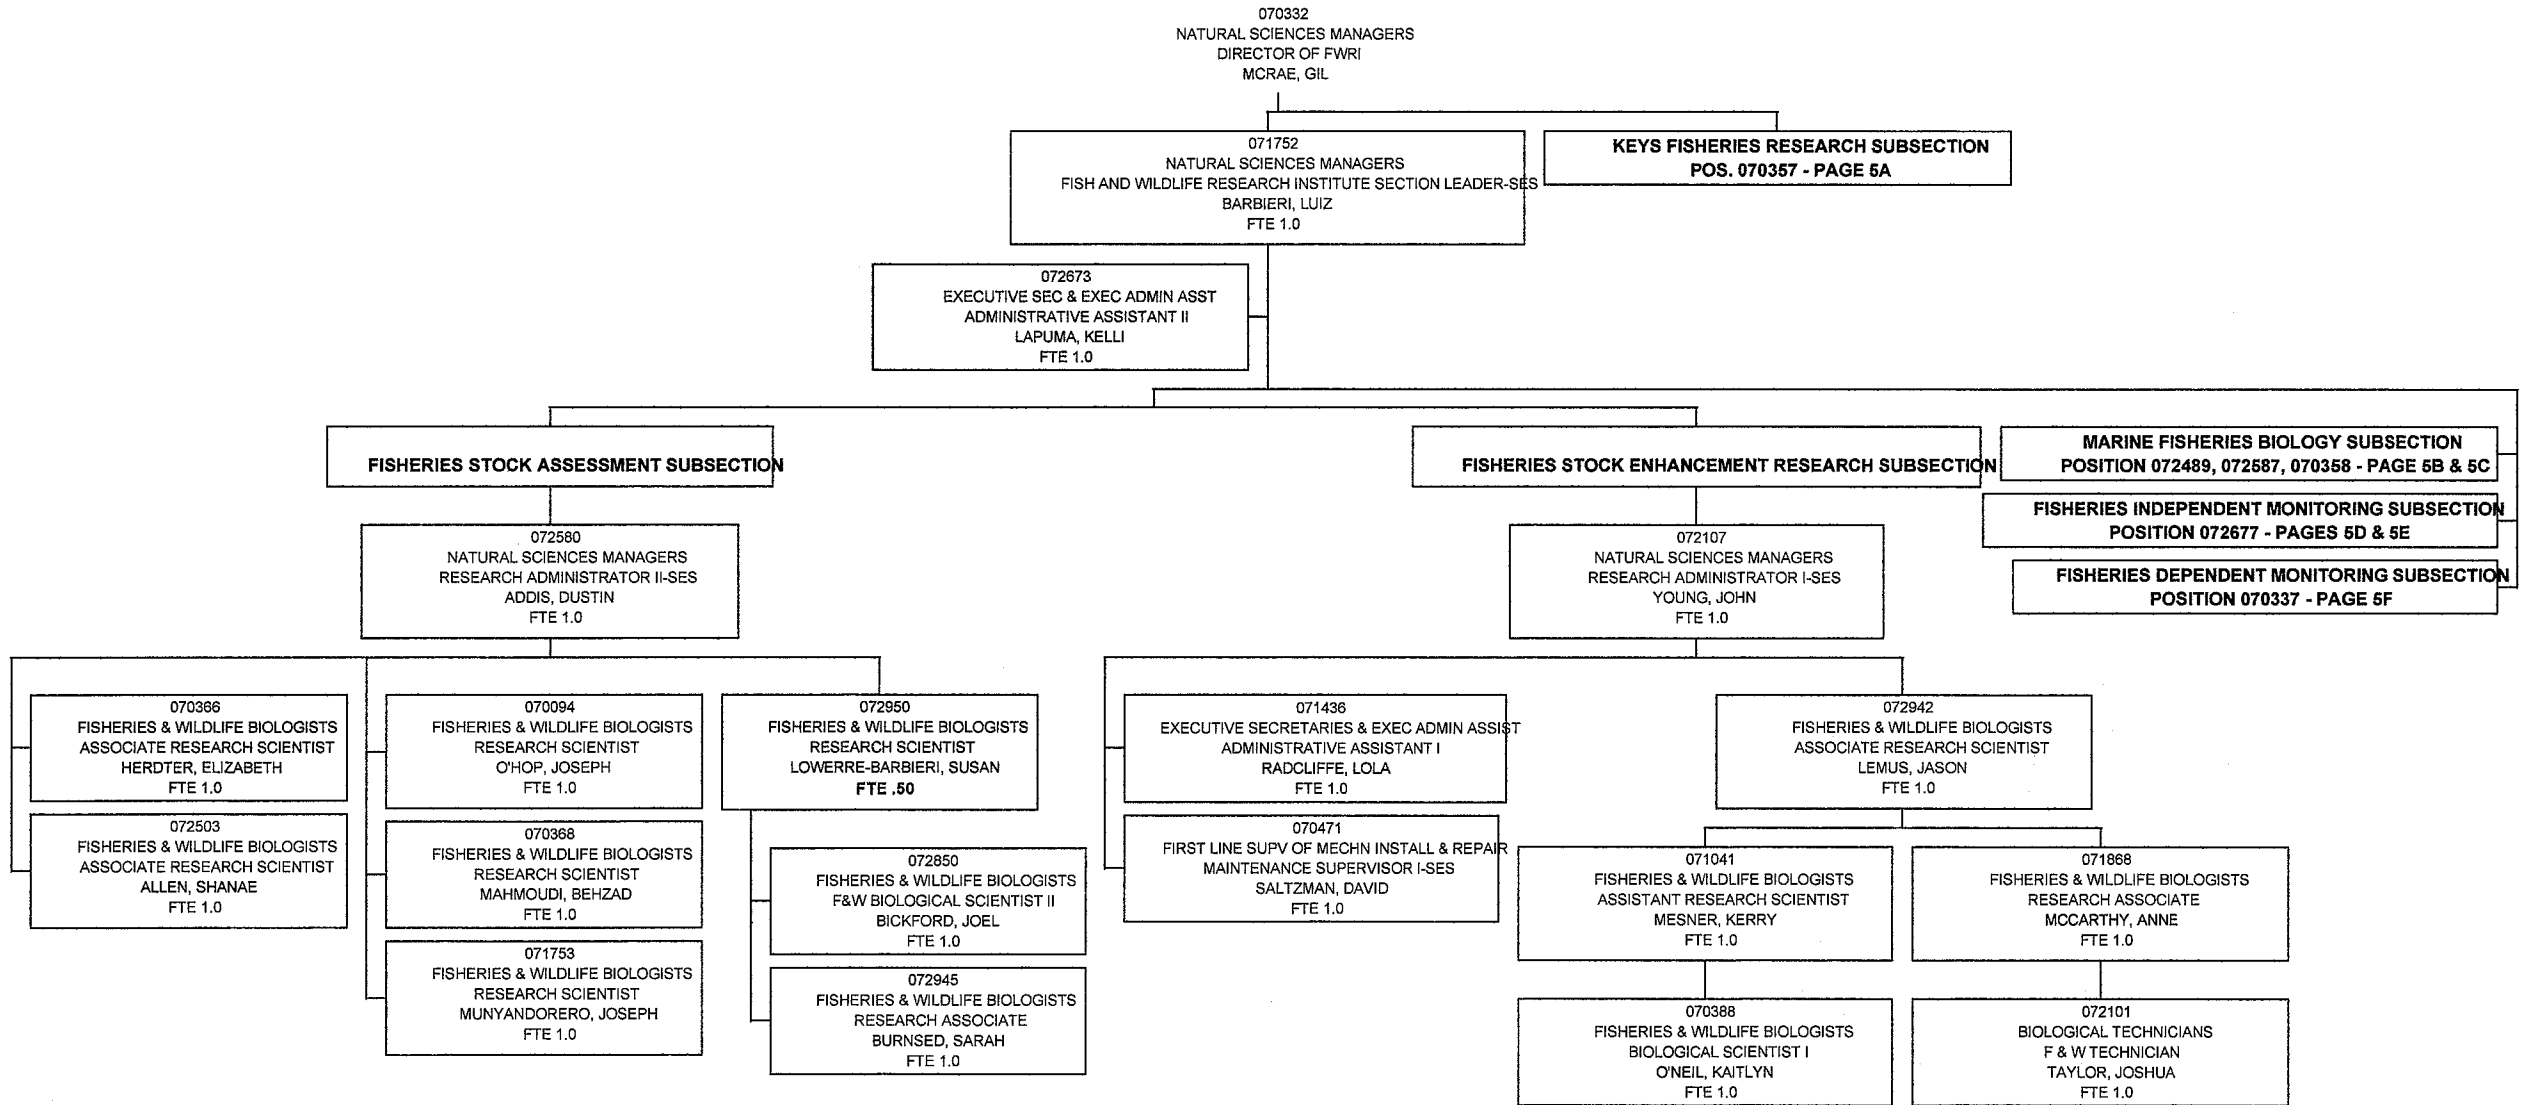 070332
NATURAL SCIENCES MANAGERS
DIRECTOR OF FWRI
MCRAE, GIL
071752
NATURAL SCIENCES MANAGERS
FISH AND WILDLIFE RESEARCH INSTITUTE SECTION LEADER-SES
BARBIERI, LUIZ
FTE 1.0
KEYS FISHERIES RESEARCH SUBSECTION
POS. 070357 - PAGE 5A
072673
EXECUTIVE SEC & EXEC ADMIN ASST
ADMINISTRATIVE ASSISTANT II
LAPUMA, KELLI
FTE 1.0
FISHERIES STOCK ASSESSMENT SUBSECTION
FISHERIES STOCK ENHANCEMENT RESEARCH SUBSECTION
MARINE FISHERIES BIOLOGY SUBSECTION
POSITION 072489, 072587, 070358 - PAGE 5B & 5C
FISHERIES INDEPENDENT MONITORING SUBSECTION
POSITION 072677 - PAGES 5D & 5E
FISHERIES DEPENDENT MONITORING SUBSECTION
POSITION 070337 - PAGE 5F
072580
NATURAL SCIENCES MANAGERS
RESEARCH ADMINISTRATOR II-SES
ADDIS, DUSTIN
FTE 1.0
072107
NATURAL SCIENCES MANAGERS
RESEARCH ADMINISTRATOR I-SES
YOUNG, JOHN
FTE 1.0
070366
FISHERIES & WILDLIFE BIOLOGISTS
ASSOCIATE RESEARCH SCIENTIST
HERDTER, ELIZABETH
FTE 1.0
072503
FISHERIES & WILDLIFE BIOLOGISTS
ASSOCIATE RESEARCH SCIENTIST
ALLEN, SHANAE
FTE 1.0
070094
FISHERIES & WILDLIFE BIOLOGISTS
RESEARCH SCIENTIST
O'HOP, JOSEPH
FTE 1.0
070368
FISHERIES & WILDLIFE BIOLOGISTS
RESEARCH SCIENTIST
MAHMOUDI, BEHZAD
FTE 1.0
071753
FISHERIES & WILDLIFE BIOLOGISTS
RESEARCH SCIENTIST
MUNYANDORERO, JOSEPH
FTE 1.0
072950
FISHERIES & WILDLIFE BIOLOGISTS
RESEARCH SCIENTIST
LOWERRE-BARBIERI, SUSAN
FTE .50
072850
FISHERIES & WILDLIFE BIOLOGISTS
F&W BIOLOGICAL SCIENTIST II
BICKFORD, JOEL
FTE 1.0
072945
FISHERIES & WILDLIFE BIOLOGISTS
RESEARCH ASSOCIATE
BURNSED, SARAH
FTE 1.0
071436
EXECUTIVE SECRETARIES & EXEC ADMIN ASSIST
ADMINISTRATIVE ASSISTANT I
RADCLIFFE, LOLA
FTE 1.0
070471
FIRST LINE SUPV OF MECHN INSTALL & REPAIR
MAINTENANCE SUPERVISOR I-SES
SALTZMAN, DAVID
FTE 1.0
072942
FISHERIES & WILDLIFE BIOLOGISTS
ASSOCIATE RESEARCH SCIENTIST
LEMUS, JASON
FTE 1.0
071041
FISHERIES & WILDLIFE BIOLOGISTS
ASSISTANT RESEARCH SCIENTIST
MESNER, KERRY
FTE 1.0
071868
FISHERIES & WILDLIFE BIOLOGISTS
RESEARCH ASSOCIATE
MCCARTHY, ANNE
FTE 1.0
070388
FISHERIES & WILDLIFE BIOLOGISTS
BIOLOGICAL SCIENTIST I
O'NEIL, KAITLYN
FTE 1.0
072101
BIOLOGICAL TECHNICIANS
F & W TECHNICIAN
TAYLOR, JOSHUA
FTE 1.0